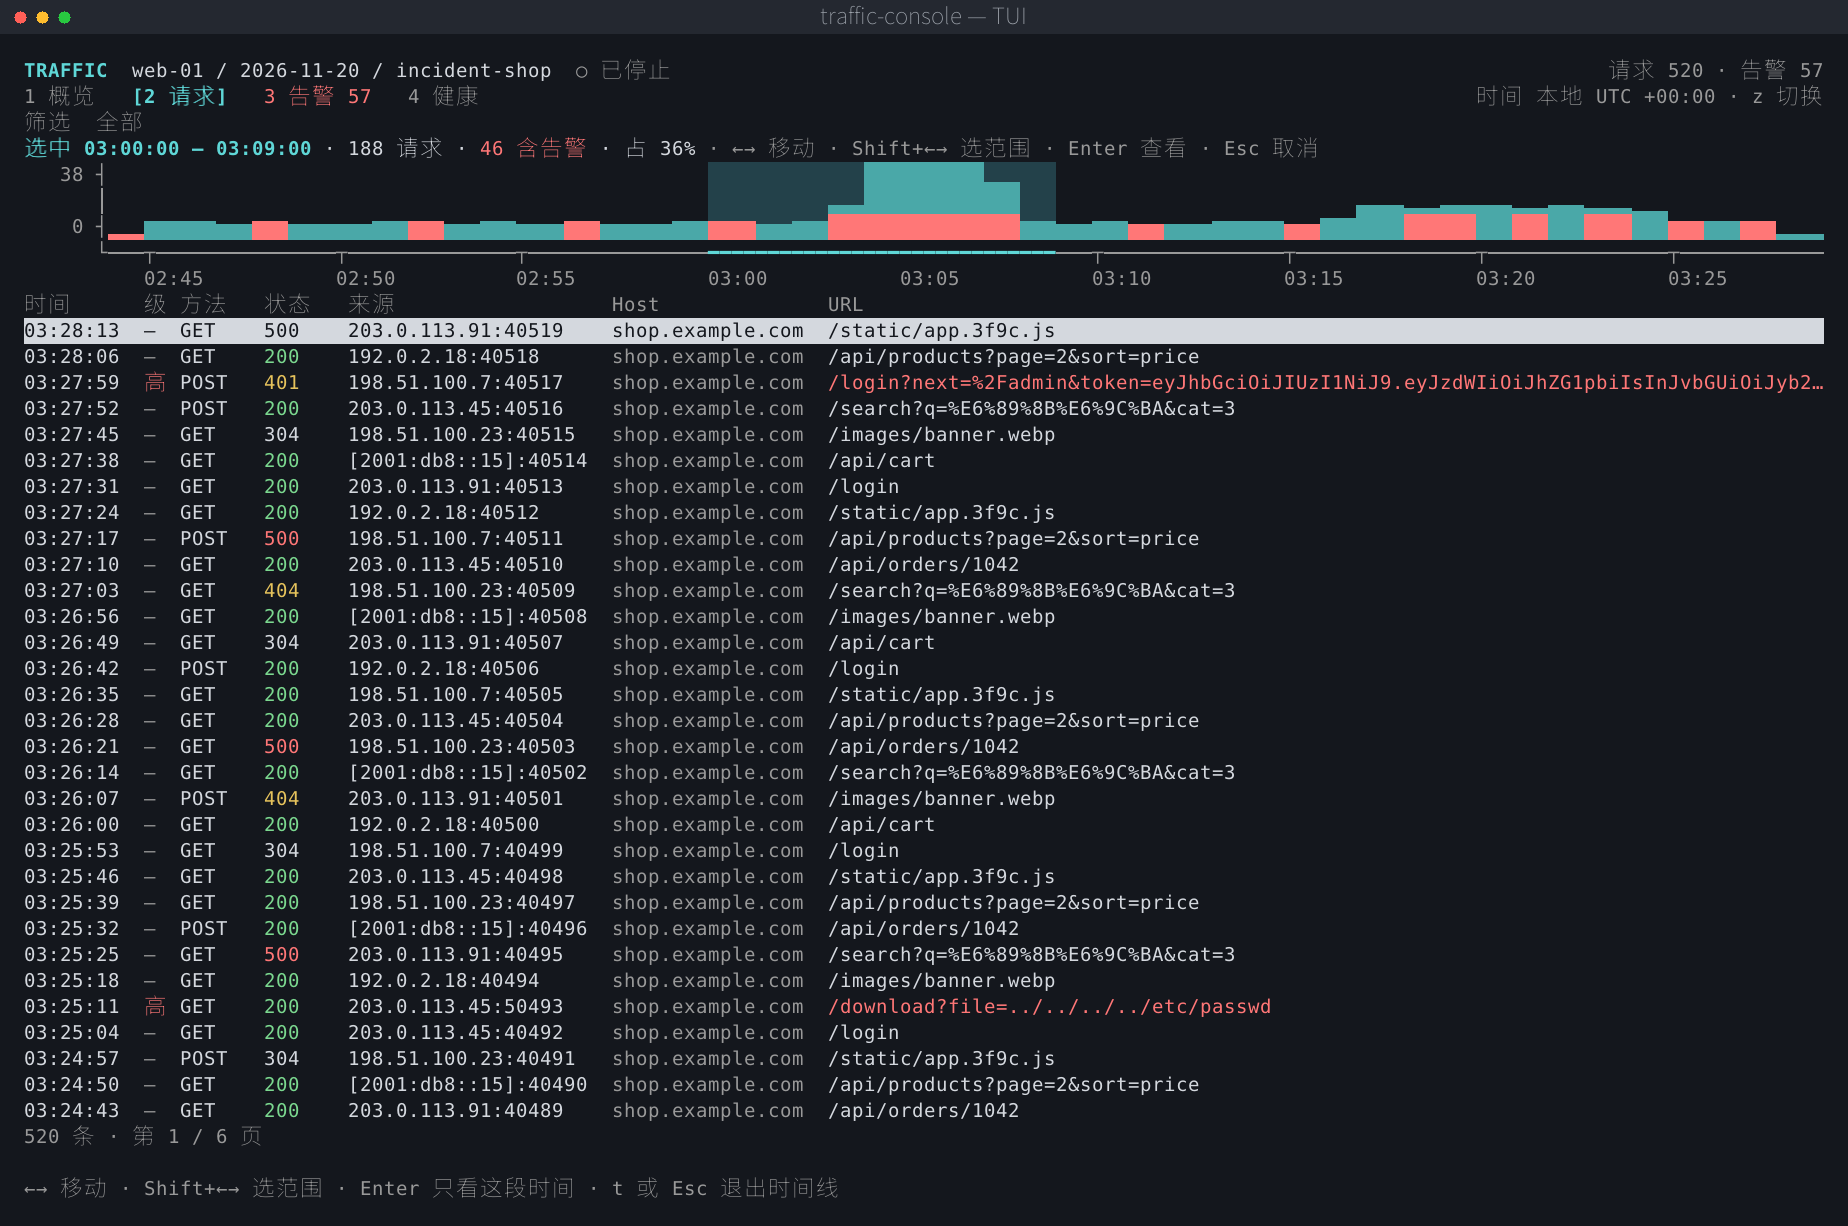 traffic-console — TUI
TRAFFIC web-01 / 2026-11-20 / incident-shop ○ 已停止 请求 520 · 告警 57
1 概览 [2 请求] 3 告警 57 4 健康 时间 本地 UTC +00:00 · z 切换
筛选 全部
选中 03:00:00 – 03:09:00 · 188 请求 · 46 含告警 · 占 36% · ←→ 移动 · Shift+←→ 选范围 · Enter 查看 · Esc 取消
38
0
02:45 02:50 02:55 03:00 03:05 03:10 03:15 03:20 03:25
时间 级 方法 状态 来源 Host URL
03:28:13 – GET 500 203.0.113.91:40519 shop.example.com /static/app.3f9c.js
03:28:06 – GET 200 192.0.2.18:40518 shop.example.com /api/products?page=2&sort=price
03:27:59 高 POST 401 198.51.100.7:40517 shop.example.com /login?next=%2Fadmin&token=eyJhbGciOiJIUzI1NiJ9.eyJzdWIiOiJhZG1pbiIsInJvbGUiOiJyb2…
03:27:52 – POST 200 203.0.113.45:40516 shop.example.com /search?q=%E6%89%8B%E6%9C%BA&cat=3
03:27:45 – GET 304 198.51.100.23:40515 shop.example.com /images/banner.webp
03:27:38 – GET 200 [2001:db8::15]:40514 shop.example.com /api/cart
03:27:31 – GET 200 203.0.113.91:40513 shop.example.com /login
03:27:24 – GET 200 192.0.2.18:40512 shop.example.com /static/app.3f9c.js
03:27:17 – POST 500 198.51.100.7:40511 shop.example.com /api/products?page=2&sort=price
03:27:10 – GET 200 203.0.113.45:40510 shop.example.com /api/orders/1042
03:27:03 – GET 404 198.51.100.23:40509 shop.example.com /search?q=%E6%89%8B%E6%9C%BA&cat=3
03:26:56 – GET 200 [2001:db8::15]:40508 shop.example.com /images/banner.webp
03:26:49 – GET 304 203.0.113.91:40507 shop.example.com /api/cart
03:26:42 – POST 200 192.0.2.18:40506 shop.example.com /login
03:26:35 – GET 200 198.51.100.7:40505 shop.example.com /static/app.3f9c.js
03:26:28 – GET 200 203.0.113.45:40504 shop.example.com /api/products?page=2&sort=price
03:26:21 – GET 500 198.51.100.23:40503 shop.example.com /api/orders/1042
03:26:14 – GET 200 [2001:db8::15]:40502 shop.example.com /search?q=%E6%89%8B%E6%9C%BA&cat=3
03:26:07 – POST 404 203.0.113.91:40501 shop.example.com /images/banner.webp
03:26:00 – GET 200 192.0.2.18:40500 shop.example.com /api/cart
03:25:53 – GET 304 198.51.100.7:40499 shop.example.com /login
03:25:46 – GET 200 203.0.113.45:40498 shop.example.com /static/app.3f9c.js
03:25:39 – GET 200 198.51.100.23:40497 shop.example.com /api/products?page=2&sort=price
03:25:32 – POST 200 [2001:db8::15]:40496 shop.example.com /api/orders/1042
03:25:25 – GET 500 203.0.113.91:40495 shop.example.com /search?q=%E6%89%8B%E6%9C%BA&cat=3
03:25:18 – GET 200 192.0.2.18:40494 shop.example.com /images/banner.webp
03:25:11 高 GET 200 203.0.113.45:50493 shop.example.com /download?file=../../../../etc/passwd
03:25:04 – GET 200 203.0.113.45:40492 shop.example.com /login
03:24:57 – POST 304 198.51.100.23:40491 shop.example.com /static/app.3f9c.js
03:24:50 – GET 200 [2001:db8::15]:40490 shop.example.com /api/products?page=2&sort=price
03:24:43 – GET 200 203.0.113.91:40489 shop.example.com /api/orders/1042
520 条 · 第 1 / 6 页
←→ 移动 · Shift+←→ 选范围 · Enter 只看这段时间 · t 或 Esc 退出时间线